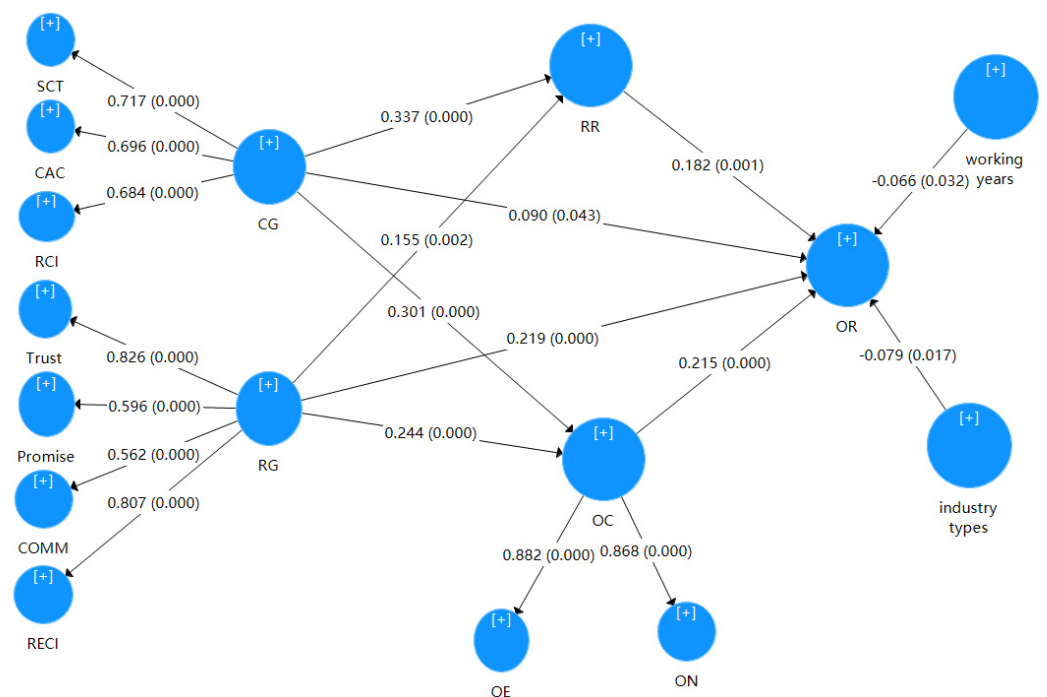 [+]
SCT
[+]
CAC
[+]
RCI
[+]
Trust
[+]
Promise
[+]
COMM
[+]
RECI
0.717 (0.000)
0.696 (0.000)
0.684 (0.000)
0.826 (0.000)
0.596 (0.000)
0.562 (0.000)
0.807 (0.000)
[+]
CG
[+]
RG
0.337 (0.000)
0.155 (0.002)
0.090 (0.043)
0.301 (0.000)
0.219 (0.000)
0.244 (0.000)
[+]
RR
[+]
OC
0.182 (0.001)
0.215 (0.000)
0.882 (0.000)
0.868 (0.000)
[+]
OE
[+]
ON
[+]
OR
-0.066 (0.032)
-0.079 (0.017)
[+]
working
years
[+]
industry
types